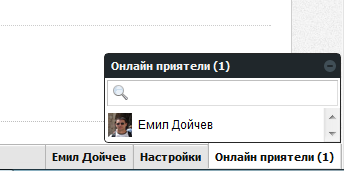 Онлайн приятели (1)
Емил Дойчев
Емил Дойчев Настройки Онлайн приятели (1)